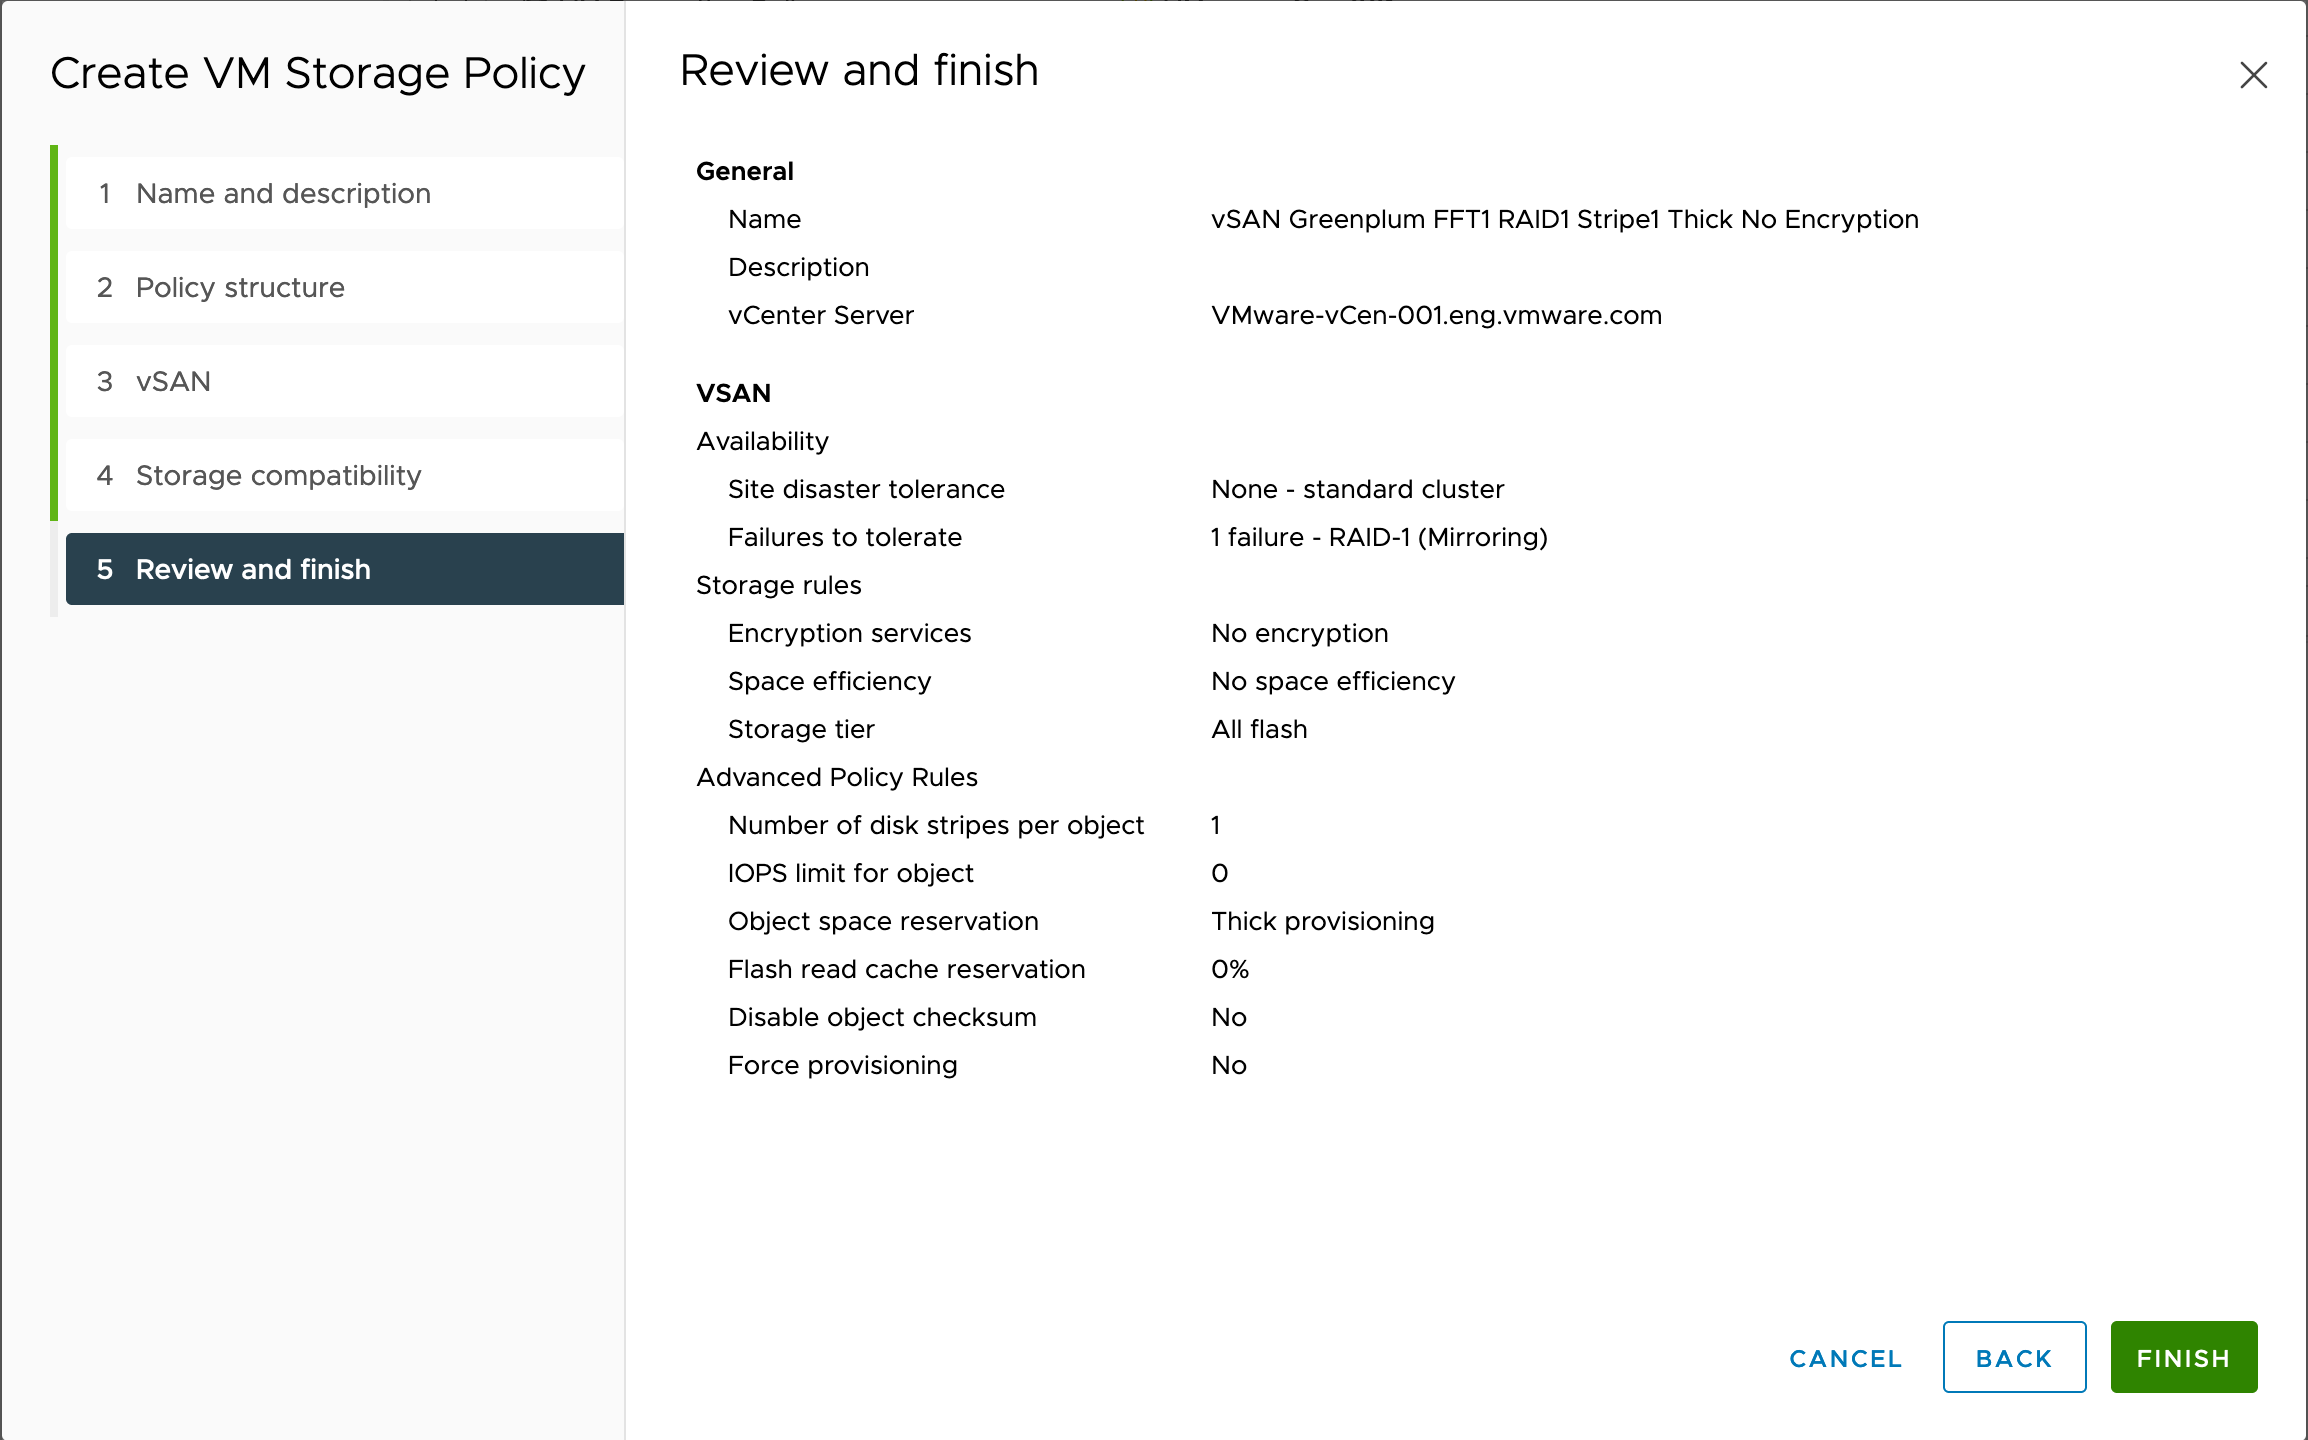 Create VM Storage Policy
1 Name and description
2 Policy structure
3 vSAN
4 Storage compatibility
5 Review and finish
Review and finish
General
Name vSAN Greenplum FFT1 RAID1 Stripe1 Thick No Encryption
Description
vCenter Server VMware-vCen-001.eng.vmware.com
VSAN
Availability
Site disaster tolerance None - standard cluster
Failures to tolerate 1 failure - RAID-1 (Mirroring)
Storage rules
Encryption services No encryption
Space efficiency No space efficiency
Storage tier All flash
Advanced Policy Rules
Number of disk stripes per object 1
IOPS limit for object 0
Object space reservation Thick provisioning
Flash read cache reservation 0%
Disable object checksum No
Force provisioning No
CANCEL BACK FINISH